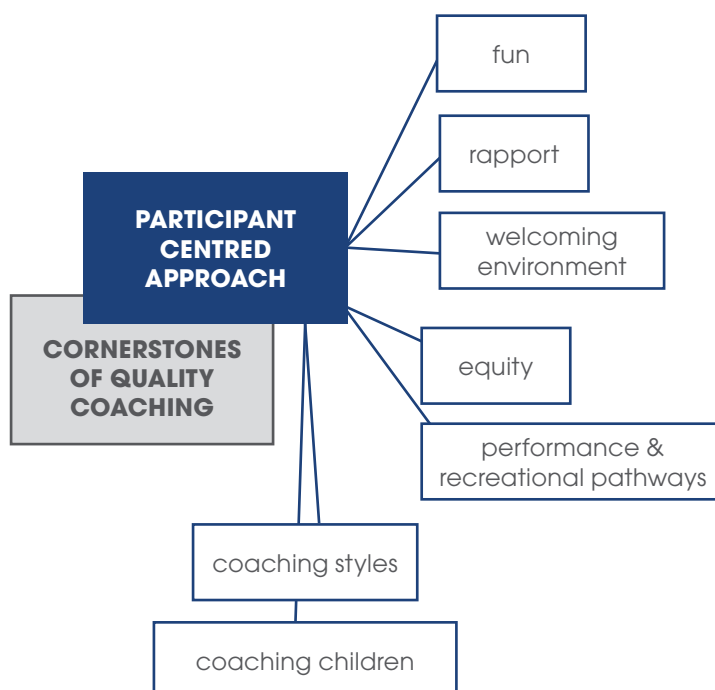 fun
rapport
PARTICIPANT
CENTRED
APPROACH
welcoming
environment
CORNERSTONES
OF QUALITY
COACHING
equity
performance &
recreational pathways
coaching styles
coaching children